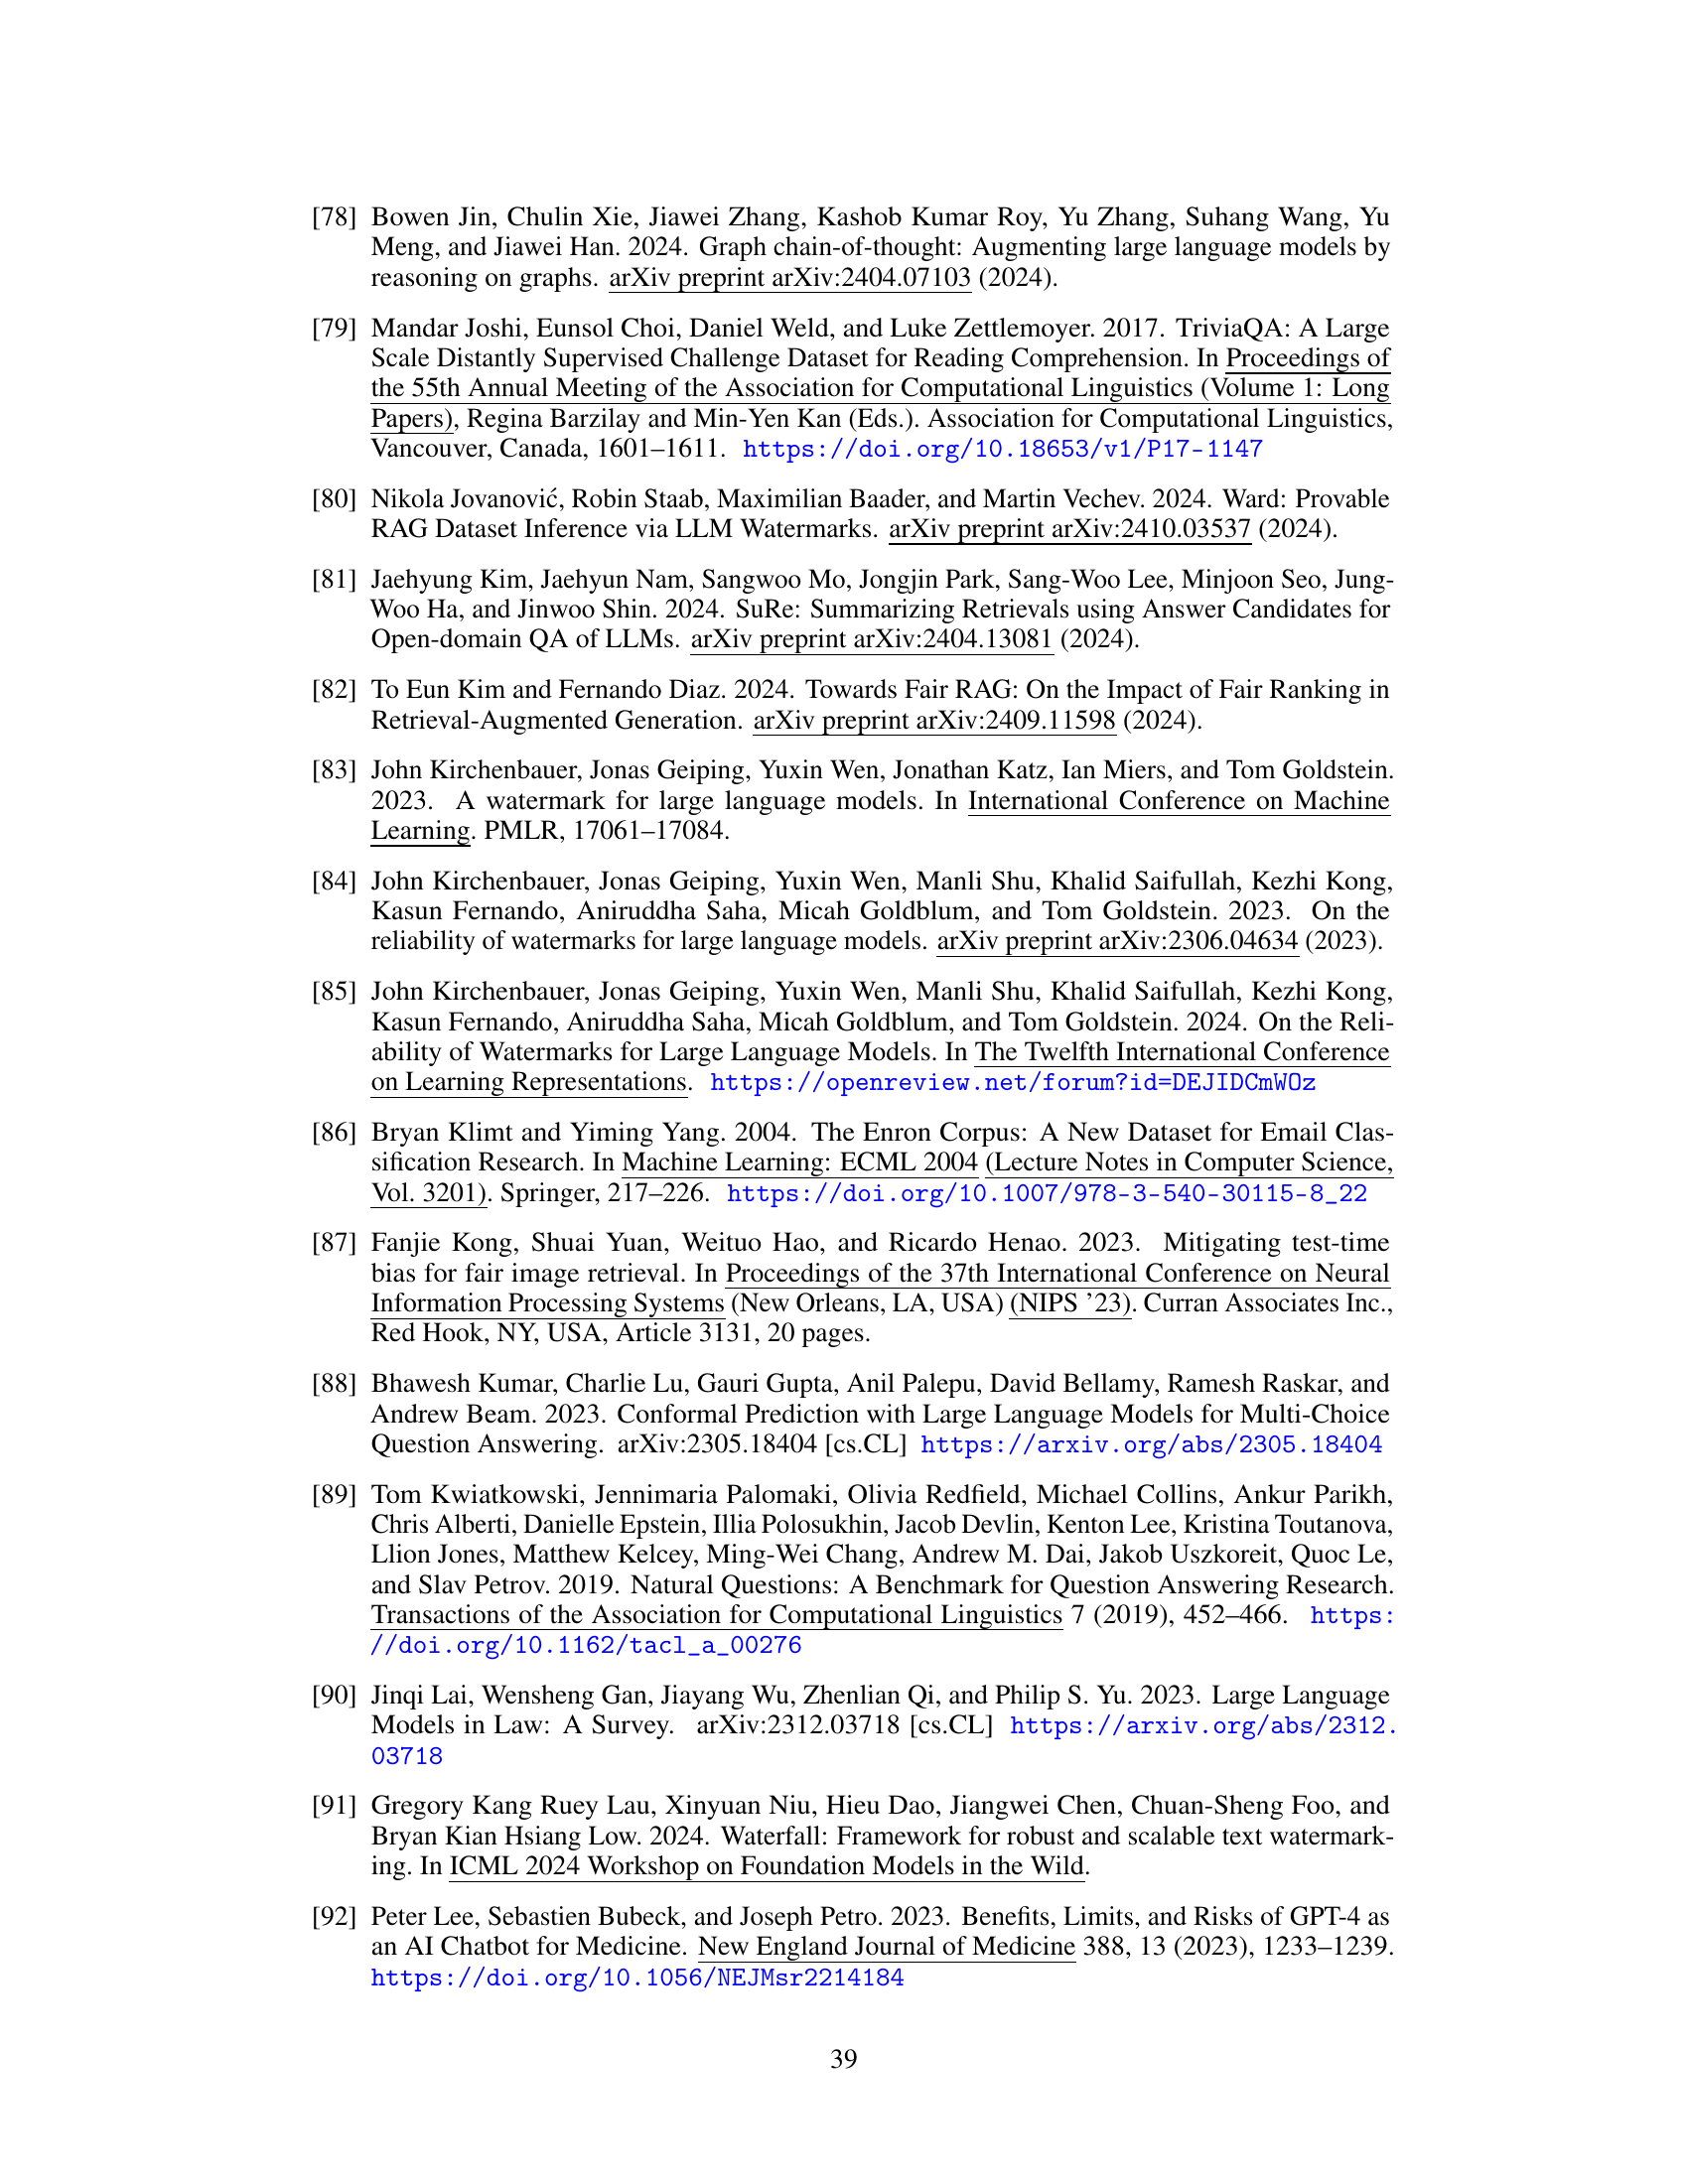 [78] Bowen Jin, Chulin Xie, Jiawei Zhang, Kashob Kumar Roy, Yu Zhang, Suhang Wang, Yu
Meng, and Jiawei Han. 2024. Graph chain-of-thought: Augmenting large language models by
reasoning on graphs. arXiv preprint arXiv:2404.07103 (2024).
[79] Mandar Joshi, Eunsol Choi, Daniel Weld, and Luke Zettlemoyer. 2017. TriviaQA: A Large
Scale Distantly Supervised Challenge Dataset for Reading Comprehension. In Proceedings of
the 55th Annual Meeting of the Association for Computational Linguistics (Volume 1: Long
Papers), Regina Barzilay and Min-Yen Kan (Eds.). Association for Computational Linguistics,
Vancouver, Canada, 1601–1611. https://doi.org/10.18653/v1/P17-1147
[80] Nikola Jovanović, Robin Staab, Maximilian Baader, and Martin Vechev. 2024. Ward: Provable
RAG Dataset Inference via LLM Watermarks. arXiv preprint arXiv:2410.03537 (2024).
[81] Jaehyung Kim, Jaehyun Nam, Sangwoo Mo, Jongjin Park, Sang-Woo Lee, Minjoon Seo, Jung-
Woo Ha, and Jinwoo Shin. 2024. SuRe: Summarizing Retrievals using Answer Candidates for
Open-domain QA of LLMs. arXiv preprint arXiv:2404.13081 (2024).
[82] To Eun Kim and Fernando Diaz. 2024. Towards Fair RAG: On the Impact of Fair Ranking in
Retrieval-Augmented Generation. arXiv preprint arXiv:2409.11598 (2024).
[83] John Kirchenbauer, Jonas Geiping, Yuxin Wen, Jonathan Katz, Ian Miers, and Tom Goldstein.
2023. A watermark for large language models. In International Conference on Machine
Learning. PMLR, 17061–17084.
[84] John Kirchenbauer, Jonas Geiping, Yuxin Wen, Manli Shu, Khalid Saifullah, Kezhi Kong,
Kasun Fernando, Aniruddha Saha, Micah Goldblum, and Tom Goldstein. 2023. On the
reliability of watermarks for large language models. arXiv preprint arXiv:2306.04634 (2023).
[85] John Kirchenbauer, Jonas Geiping, Yuxin Wen, Manli Shu, Khalid Saifullah, Kezhi Kong,
Kasun Fernando, Aniruddha Saha, Micah Goldblum, and Tom Goldstein. 2024. On the Reli-
ability of Watermarks for Large Language Models. In The Twelfth International Conference
on Learning Representations. https://openreview.net/forum?id=DEJIDCmWOz
[86] Bryan Klimt and Yiming Yang. 2004. The Enron Corpus: A New Dataset for Email Clas-
sification Research. In Machine Learning: ECML 2004 (Lecture Notes in Computer Science,
Vol. 3201). Springer, 217–226. https://doi.org/10.1007/978-3-540-30115-8_22
[87] Fanjie Kong, Shuai Yuan, Weituo Hao, and Ricardo Henao. 2023. Mitigating test-time
bias for fair image retrieval. In Proceedings of the 37th International Conference on Neural
Information Processing Systems (New Orleans, LA, USA) (NIPS ’23). Curran Associates Inc.,
Red Hook, NY, USA, Article 3131, 20 pages.
[88] Bhawesh Kumar, Charlie Lu, Gauri Gupta, Anil Palepu, David Bellamy, Ramesh Raskar, and
Andrew Beam. 2023. Conformal Prediction with Large Language Models for Multi-Choice
Question Answering. arXiv:2305.18404 [cs.CL] https://arxiv.org/abs/2305.18404
[89] Tom Kwiatkowski, Jennimaria Palomaki, Olivia Redfield, Michael Collins, Ankur Parikh,
Chris Alberti, Danielle Epstein, Illia Polosukhin, Jacob Devlin, Kenton Lee, Kristina Toutanova,
Llion Jones, Matthew Kelcey, Ming-Wei Chang, Andrew M. Dai, Jakob Uszkoreit, Quoc Le,
and Slav Petrov. 2019. Natural Questions: A Benchmark for Question Answering Research.
Transactions of the Association for Computational Linguistics 7 (2019), 452–466. https:
//doi.org/10.1162/tacl_a_00276
[90] Jinqi Lai, Wensheng Gan, Jiayang Wu, Zhenlian Qi, and Philip S. Yu. 2023. Large Language
Models in Law: A Survey. arXiv:2312.03718 [cs.CL] https://arxiv.org/abs/2312.
03718
[91] Gregory Kang Ruey Lau, Xinyuan Niu, Hieu Dao, Jiangwei Chen, Chuan-Sheng Foo, and
Bryan Kian Hsiang Low. 2024. Waterfall: Framework for robust and scalable text watermark-
ing. In ICML 2024 Workshop on Foundation Models in the Wild.
[92] Peter Lee, Sebastien Bubeck, and Joseph Petro. 2023. Benefits, Limits, and Risks of GPT-4 as
an AI Chatbot for Medicine. New England Journal of Medicine 388, 13 (2023), 1233–1239.
https://doi.org/10.1056/NEJMsr2214184
39